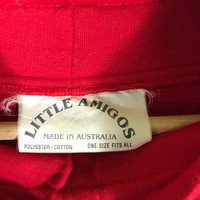 LITTLE AMIGOS
MADE IN AUSTRALIA
POLYESTER / COTTON ONE SIZE FITS ALL